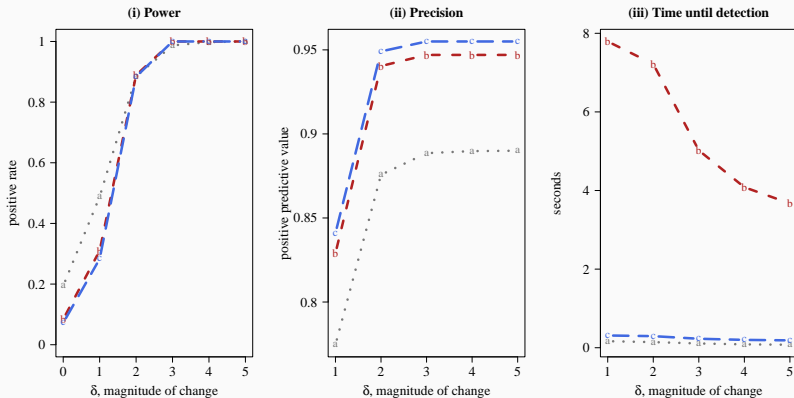 (i) Power
positive rate
1
0.8
0.6
0.4
0.2
0
a
b
c
a
b
c
b
b
a
b
b
0 1 2 3 4 5
δ, magnitude of change
(ii) Precision
positive predictive value
0.95
0.9
0.85
0.8
c c c c
b b b b
a a a a
c
b
a
1 2 3 4 5
δ, magnitude of change
(iii) Time until detection
seconds
8
6
4
2
0
b
b
b
b
b
c c c c c
a a a a a
1 2 3 4 5
δ, magnitude of change